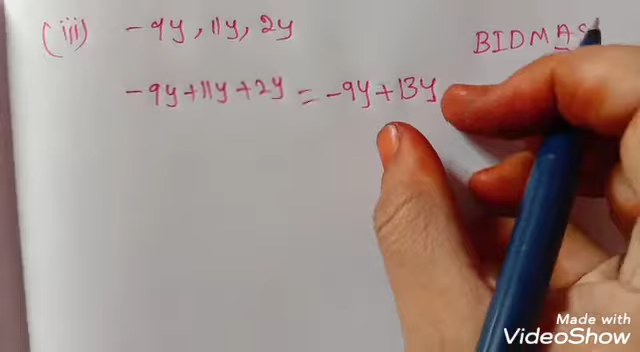 (iii) -9y, 11y, 2y
BIDMAS
-9y+11y+2y = -9y+13y
Made with
VideoShow